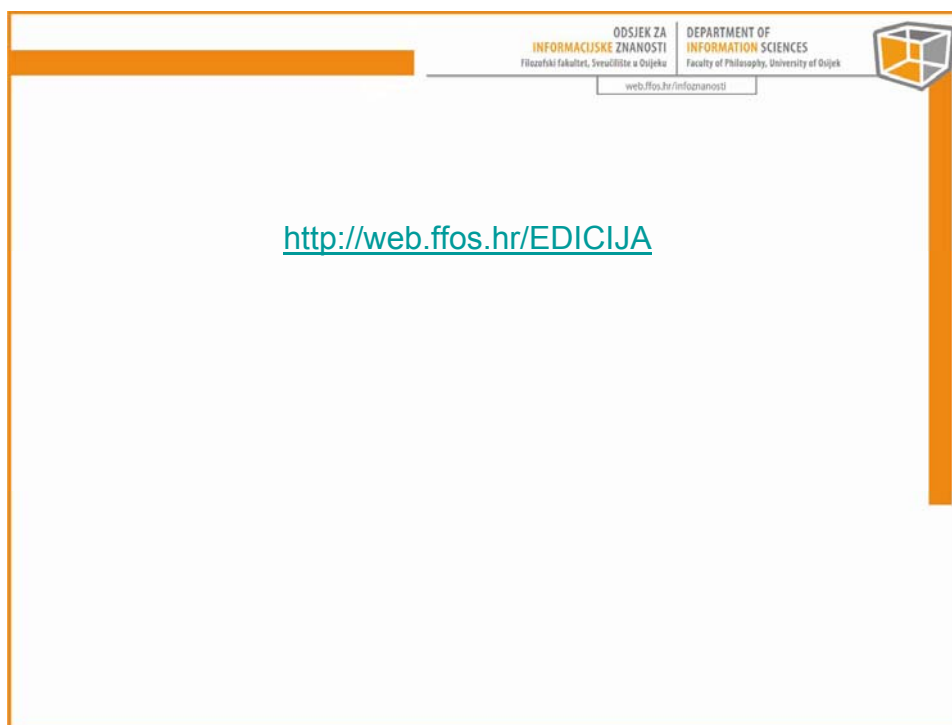 ODSJEK ZA
INFORMACIJSKE ZNANOSTI
Filozofski fakultet, Sveučilište u Osijeku
DEPARTMENT OF
INFORMATION SCIENCES
Faculty of Philosophy, University of Osijek
web.ffos.hr/infoznanosti
http://web.ffos.hr/EDICIJA